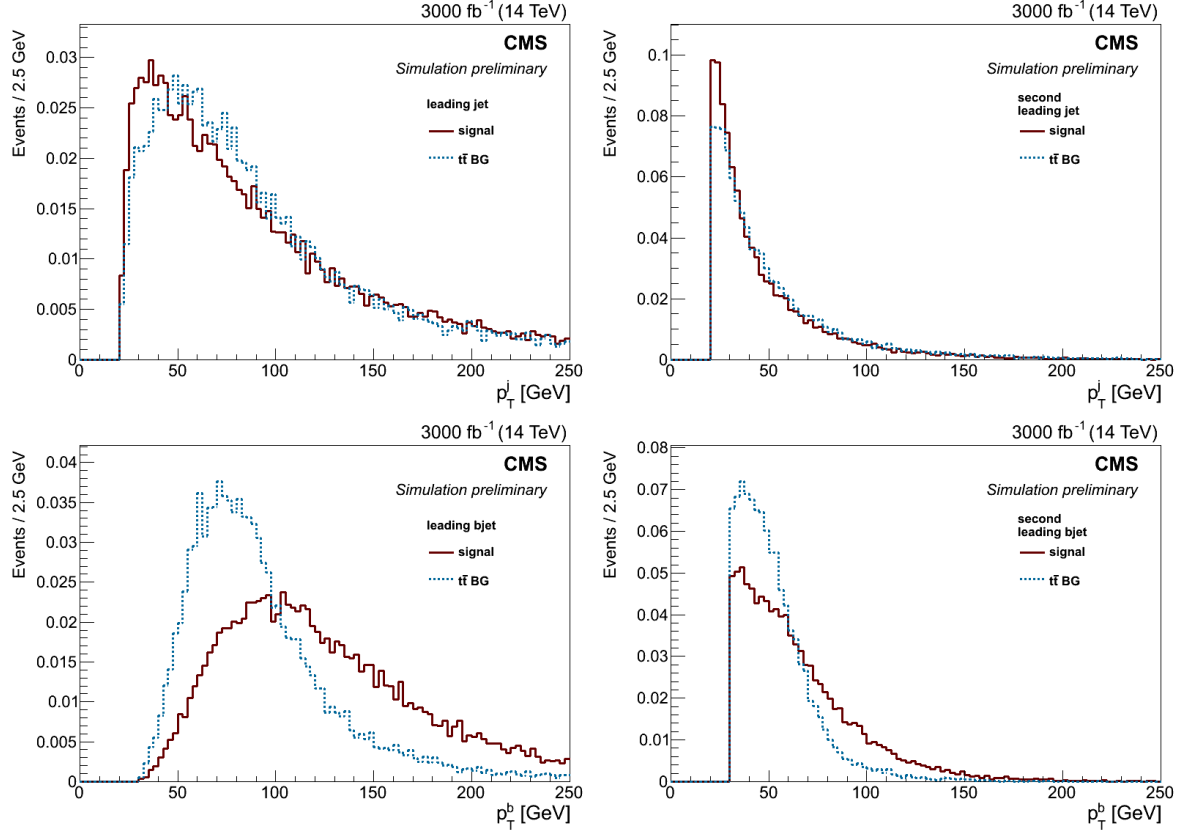 3000 fb⁻¹ (14 TeV)
Events / 2.5 GeV
CMS
Simulation preliminary
leading jet
signal
tt̄ BG
0.03
0.025
0.02
0.015
0.01
0.005
0
0 50 100 150 200 250
p_T^j [GeV]
3000 fb⁻¹ (14 TeV)
Events / 2.5 GeV
CMS
Simulation preliminary
second
leading jet
signal
tt̄ BG
0.1
0.08
0.06
0.04
0.02
0
0 50 100 150 200 250
p_T^j [GeV]
3000 fb⁻¹ (14 TeV)
Events / 2.5 GeV
CMS
Simulation preliminary
leading bjet
signal
tt̄ BG
0.04
0.035
0.03
0.025
0.02
0.015
0.01
0.005
0
0 50 100 150 200 250
p_T^b [GeV]
3000 fb⁻¹ (14 TeV)
Events / 2.5 GeV
CMS
Simulation preliminary
second
leading bjet
signal
tt̄ BG
0.08
0.07
0.06
0.05
0.04
0.03
0.02
0.01
0
0 50 100 150 200 250
p_T^b [GeV]